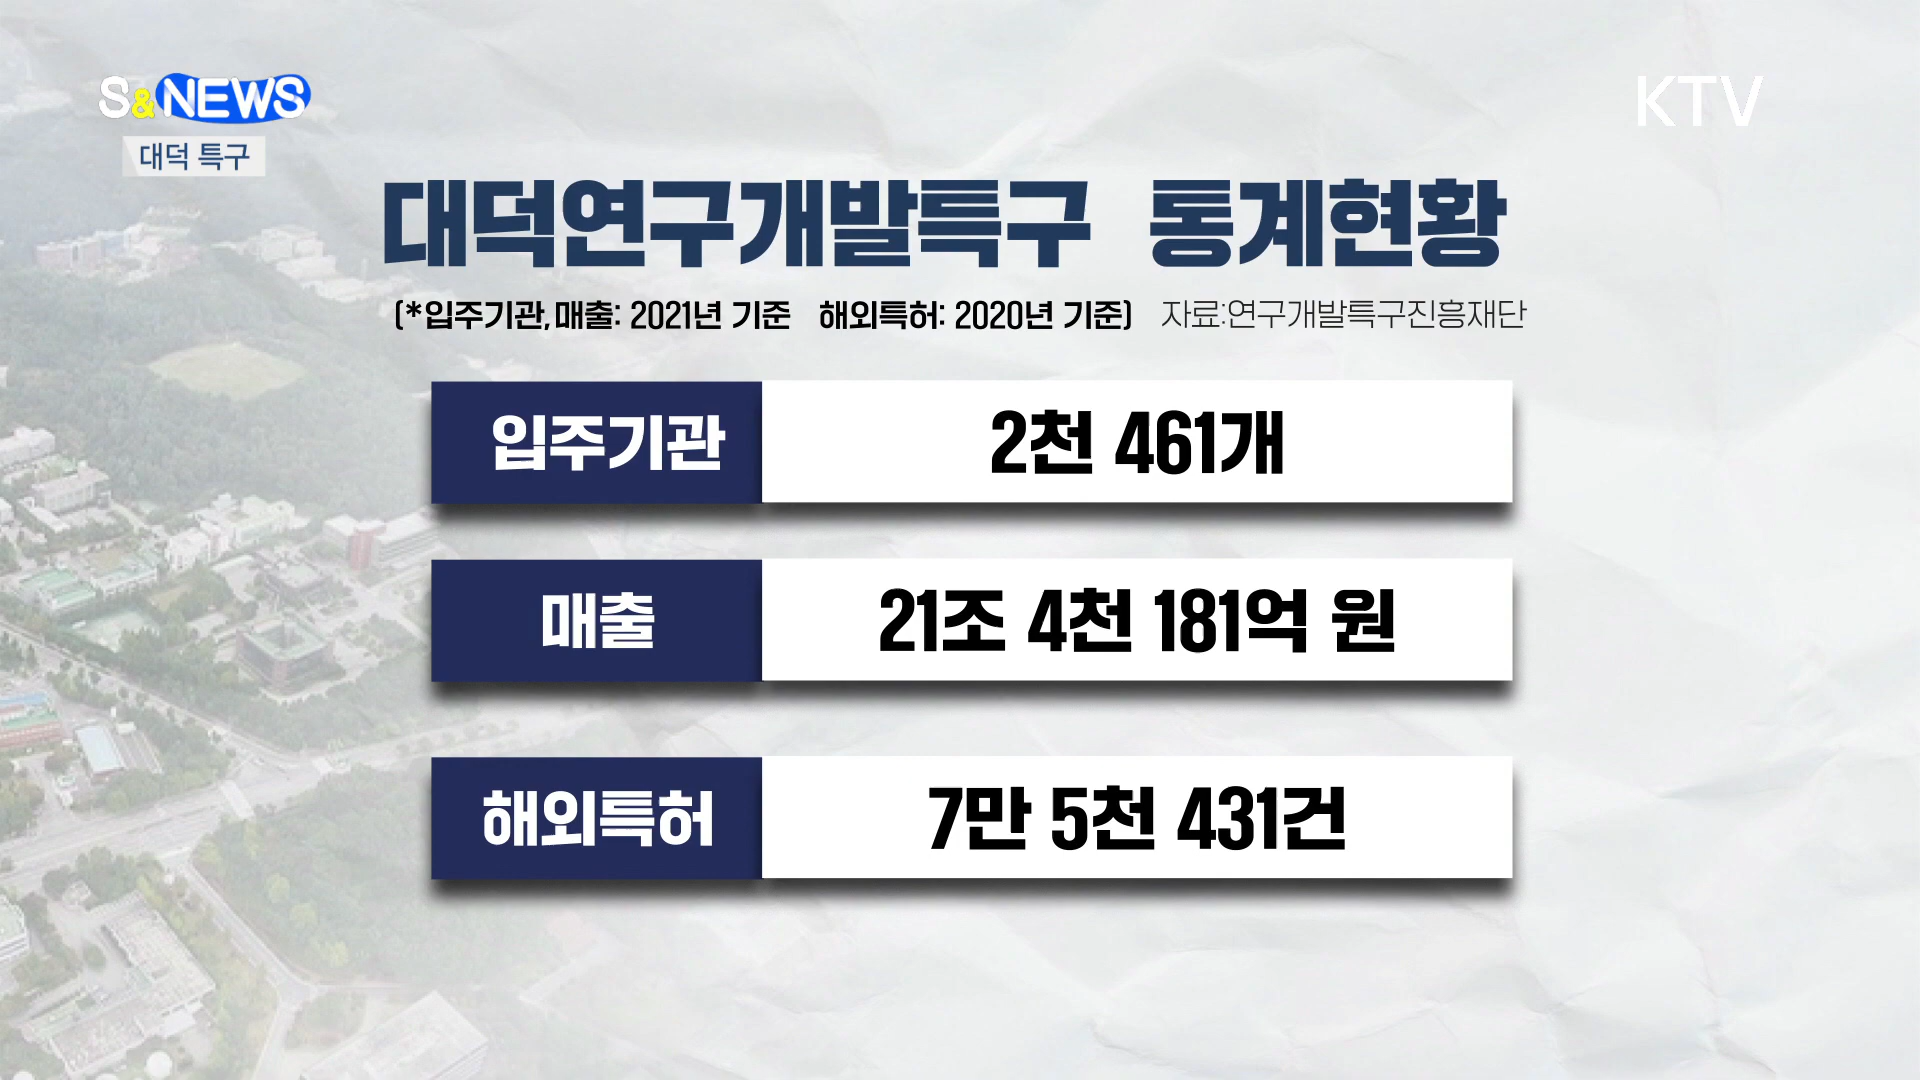 S&NEWS
KTV
대덕 특구
대덕연구개발특구 통계현황
(*입주기관, 매출: 2021년 기준 해외특허: 2020년 기준) 자료:연구개발특구진흥재단
입주기관 2천 461개
매출 21조 4천 181억 원
해외특허 7만 5천 431건